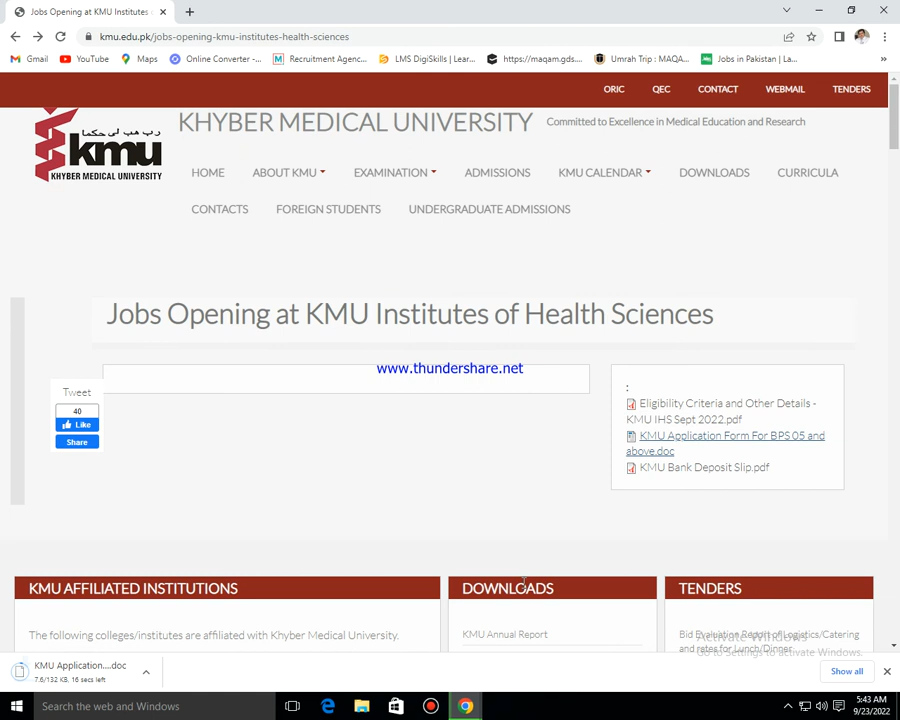 Jobs Opening at KMU Institutes
kmu.edu.pk/jobs-opening-kmu-institutes-health-sciences
Gmail YouTube Maps Online Converter -... Recruitment Agenc... LMS DigiSkills | Lear... https://maqam.gds.... Umrah Trip : MAQA... Jobs in Pakistan | La...
ORIC QEC CONTACT WEBMAIL TENDERS
KHYBER MEDICAL UNIVERSITY Committed to Excellence in Medical Education and Research
kmu
KHYBER MEDICAL UNIVERSITY
HOME ABOUT KMU EXAMINATION ADMISSIONS KMU CALENDAR DOWNLOADS CURRICULA
CONTACTS FOREIGN STUDENTS UNDERGRADUATE ADMISSIONS
Jobs Opening at KMU Institutes of Health Sciences
www.thundershare.net
Tweet
40
Like
Share
:
Eligibility Criteria and Other Details -
KMU IHS Sept 2022.pdf
KMU Application Form For BPS 05 and
above.doc
KMU Bank Deposit Slip.pdf
KMU AFFILIATED INSTITUTIONS DOWNLOADS TENDERS
The following colleges/institutes are affiliated with Khyber Medical University. KMU Annual Report Bid Evaluation Report of Logistics/Catering
and rates for Lunch/Dinner
Activate Windows
Go to Settings to activate Windows.
KMU Application....doc
7.6/132 KB, 16 secs left
Show all
Search the web and Windows
5:43 AM
9/23/2022